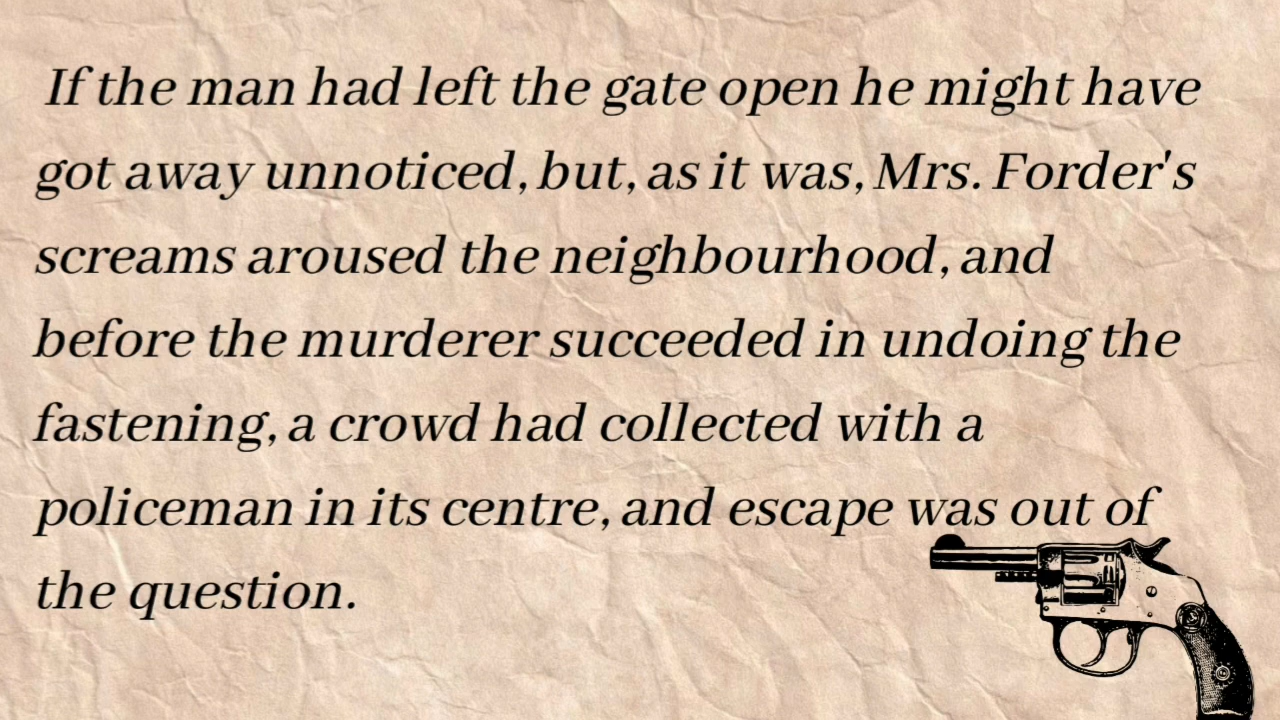 If the man had left the gate open he might have
got away unnoticed, but, as it was, Mrs. Forder's
screams aroused the neighbourhood, and
before the murderer succeeded in undoing the
fastening, a crowd had collected with a
policeman in its centre, and escape was out of
the question.